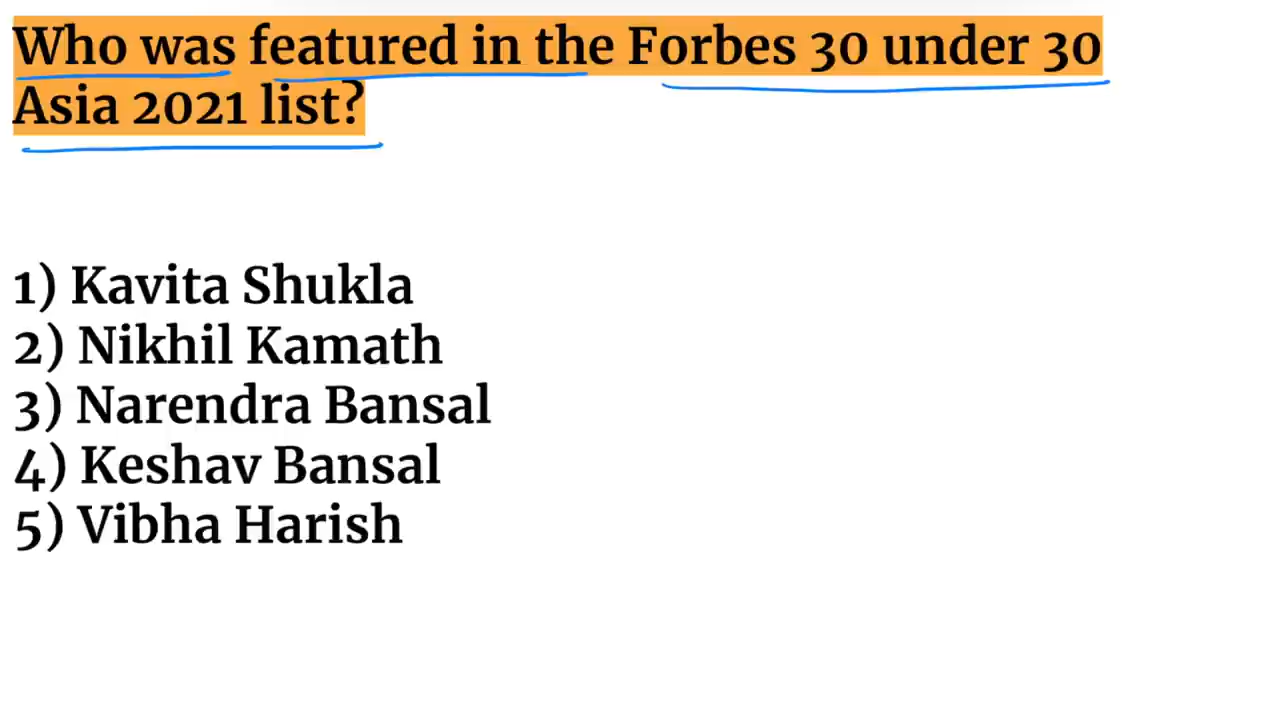 Who was featured in the Forbes 30 under 30
Asia 2021 list?
1) Kavita Shukla
2) Nikhil Kamath
3) Narendra Bansal
4) Keshav Bansal
5) Vibha Harish